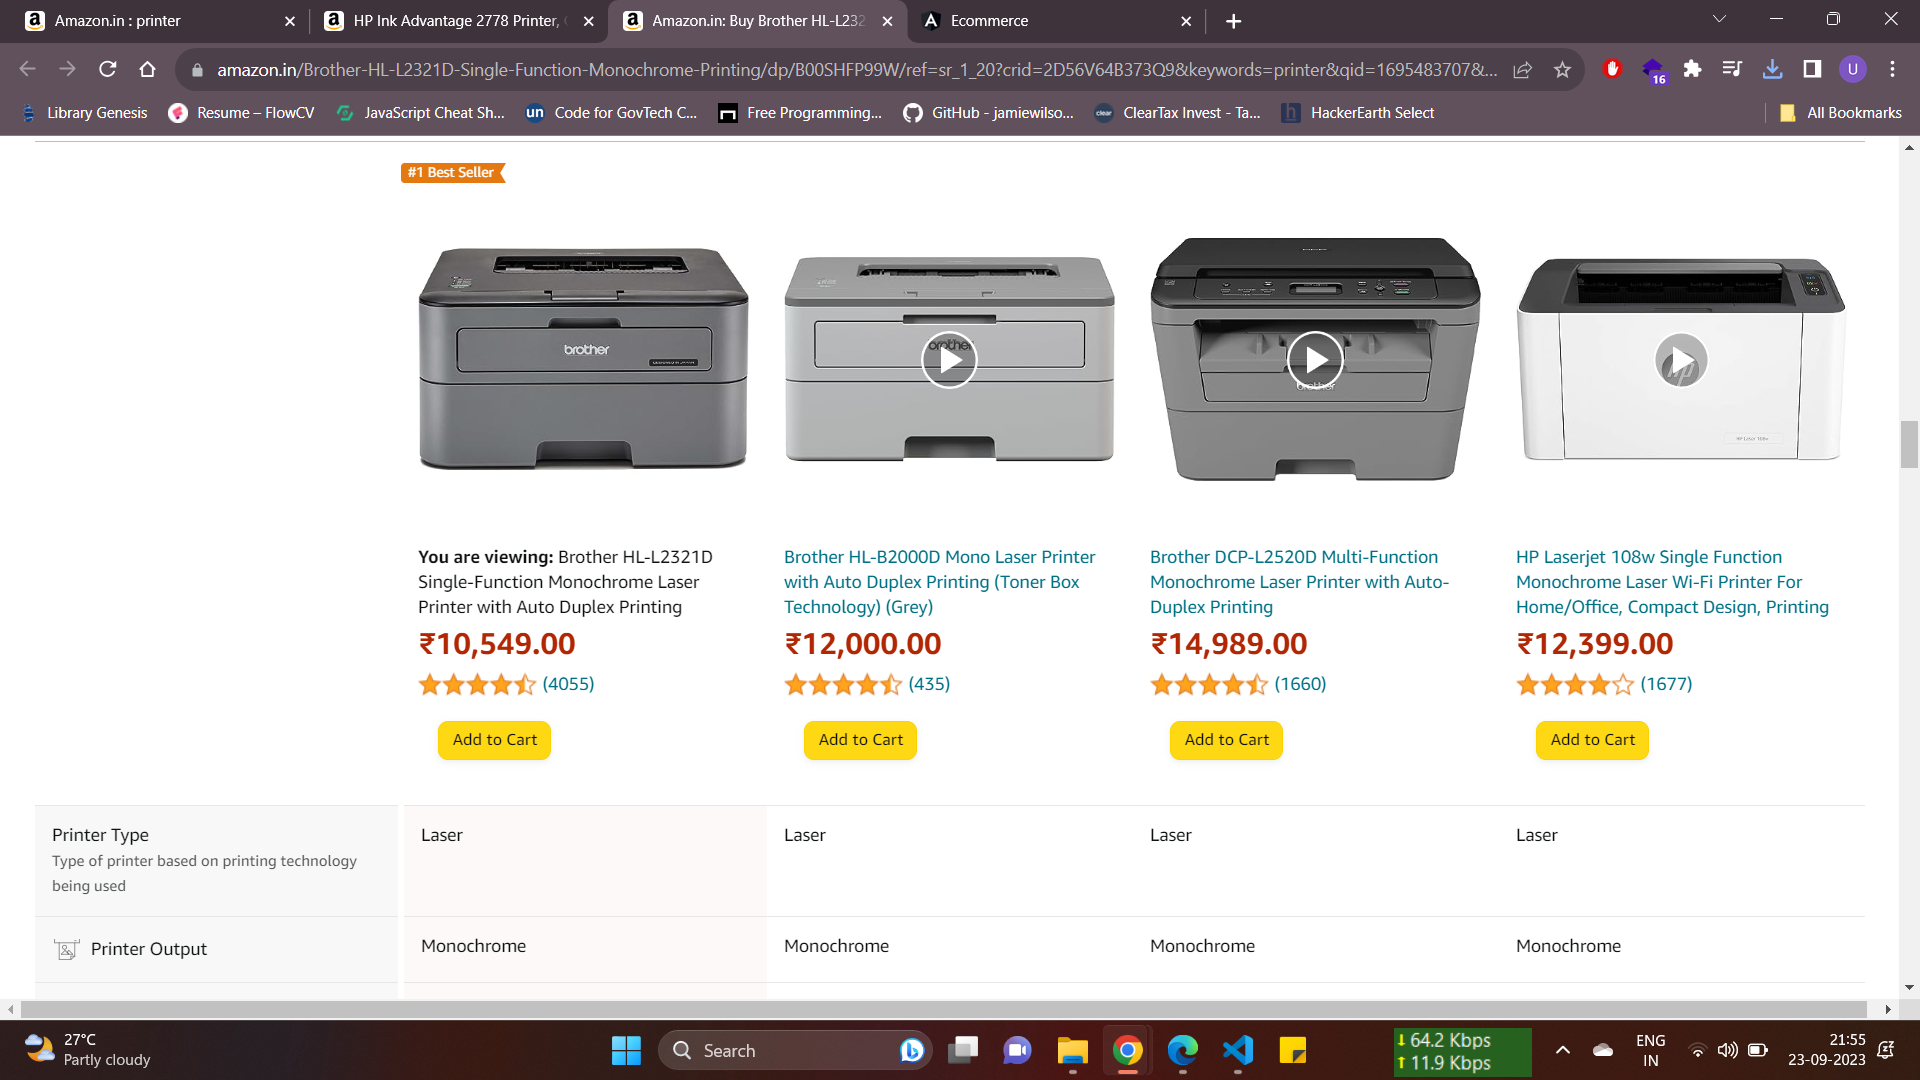 Amazon.in : printer
HP Ink Advantage 2778 Printer,
Amazon.in: Buy Brother HL-L232
Ecommerce
amazon.in/Brother-HL-L2321D-Single-Function-Monochrome-Printing/dp/B00SHFP99W/ref=sr_1_20?crid=2D56V64B373Q9&keywords=printer&qid=1695483707&...
16
U
Library Genesis
Resume – FlowCV
JavaScript Cheat Sh...
un Code for GovTech C...
Free Programming...
GitHub - jamiewilso...
clear ClearTax Invest - Ta...
h HackerEarth Select
All Bookmarks
#1 Best Seller
brother
brother
brother
hp
You are viewing: Brother HL-L2321D
Single-Function Monochrome Laser
Printer with Auto Duplex Printing
₹10,549.00
(4055)
Add to Cart
Brother HL-B2000D Mono Laser Printer
with Auto Duplex Printing (Toner Box
Technology) (Grey)
₹12,000.00
(435)
Add to Cart
Brother DCP-L2520D Multi-Function
Monochrome Laser Printer with Auto-
Duplex Printing
₹14,989.00
(1660)
Add to Cart
HP Laserjet 108w Single Function
Monochrome Laser Wi-Fi Printer For
Home/Office, Compact Design, Printing
₹12,399.00
(1677)
Add to Cart
Printer Type
Type of printer based on printing technology
being used
Laser
Laser
Laser
Laser
Printer Output
Monochrome
Monochrome
Monochrome
Monochrome
27°C
Partly cloudy
Search
64.2 Kbps
11.9 Kbps
ENG
IN
21:55
23-09-2023